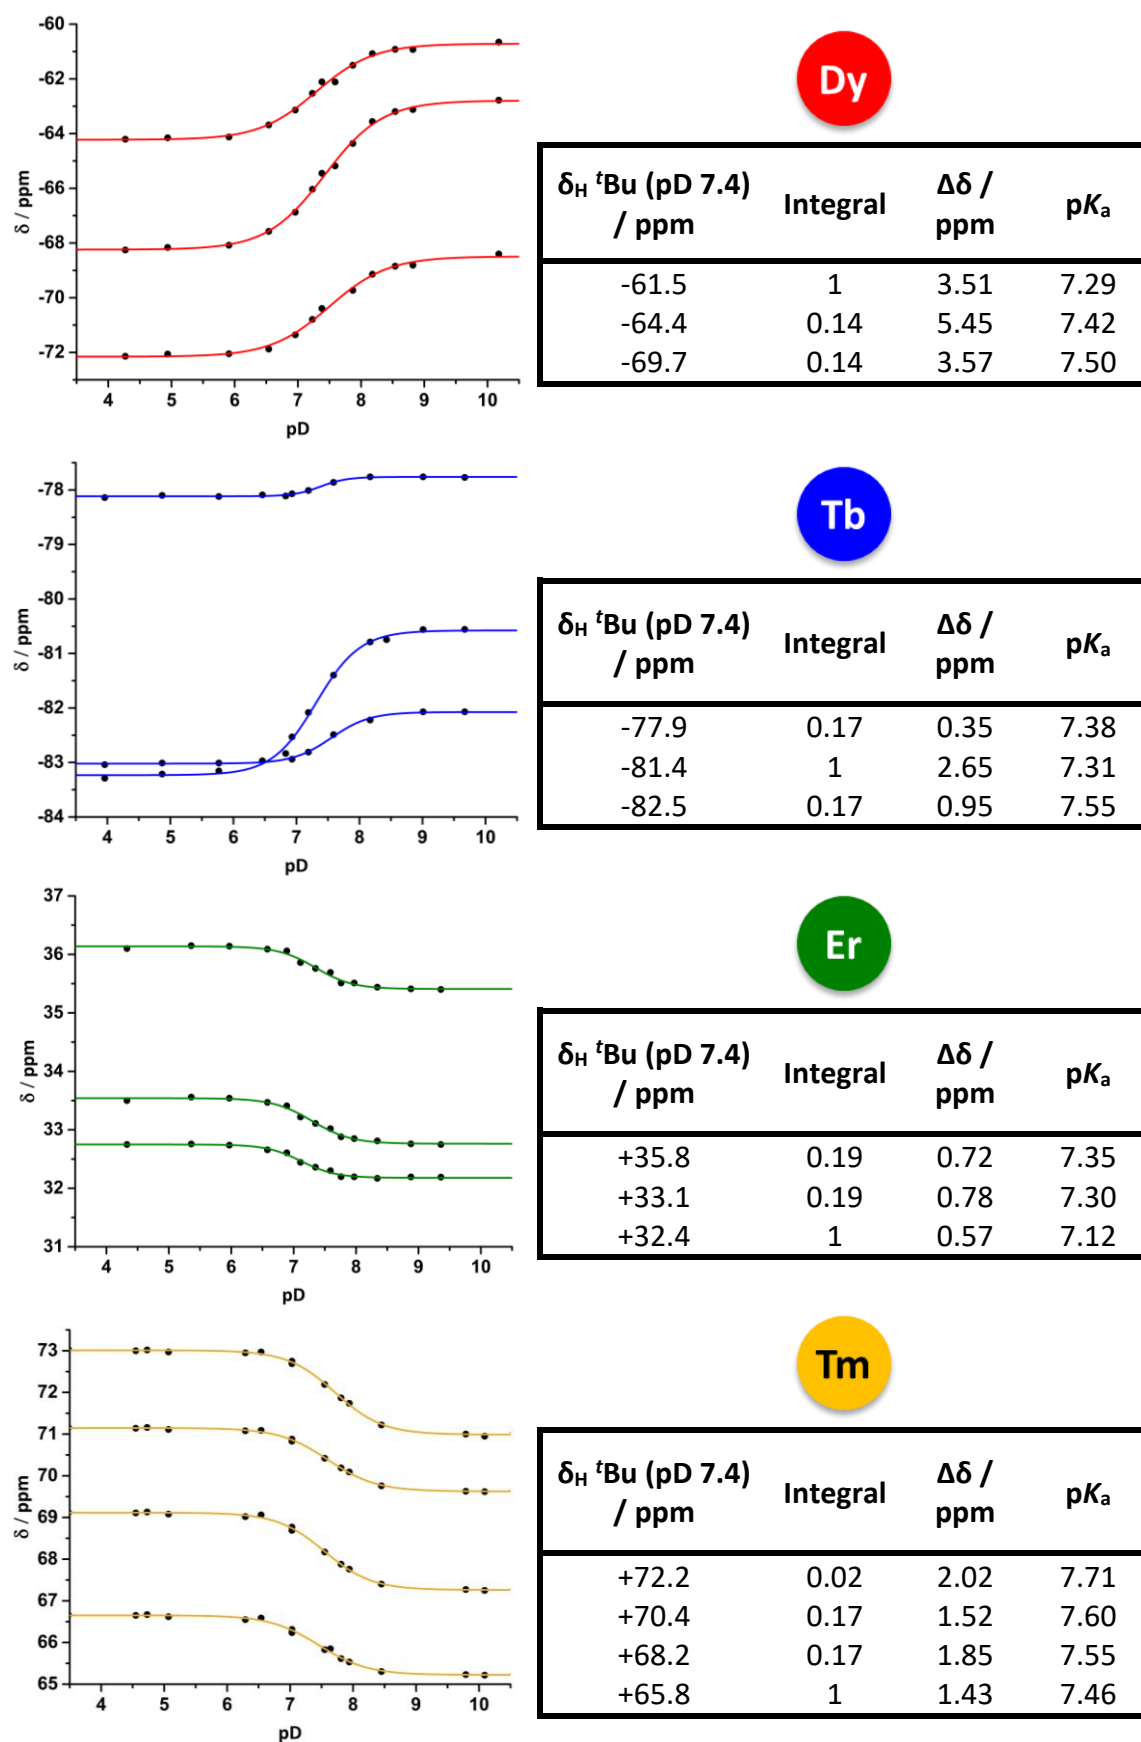 -60
-62
-64
-66
-68
-70
-72
δ / ppm
4 5 6 7 8 9 10
pD
Dy
δH tBu (pD 7.4) / ppm Integral Δδ / ppm pKa
-61.5 1 3.51 7.29
-64.4 0.14 5.45 7.42
-69.7 0.14 3.57 7.50
-78
-79
-80
-81
-82
-83
-84
δ / ppm
4 5 6 7 8 9 10
pD
Tb
δH tBu (pD 7.4) / ppm Integral Δδ / ppm pKa
-77.9 0.17 0.35 7.38
-81.4 1 2.65 7.31
-82.5 0.17 0.95 7.55
37
36
35
34
33
32
31
δ / ppm
4 5 6 7 8 9 10
pD
Er
δH tBu (pD 7.4) / ppm Integral Δδ / ppm pKa
+35.8 0.19 0.72 7.35
+33.1 0.19 0.78 7.30
+32.4 1 0.57 7.12
73
72
71
70
69
68
67
66
65
δ / ppm
4 5 6 7 8 9 10
pD
Tm
δH tBu (pD 7.4) / ppm Integral Δδ / ppm pKa
+72.2 0.02 2.02 7.71
+70.4 0.17 1.52 7.60
+68.2 0.17 1.85 7.55
+65.8 1 1.43 7.46